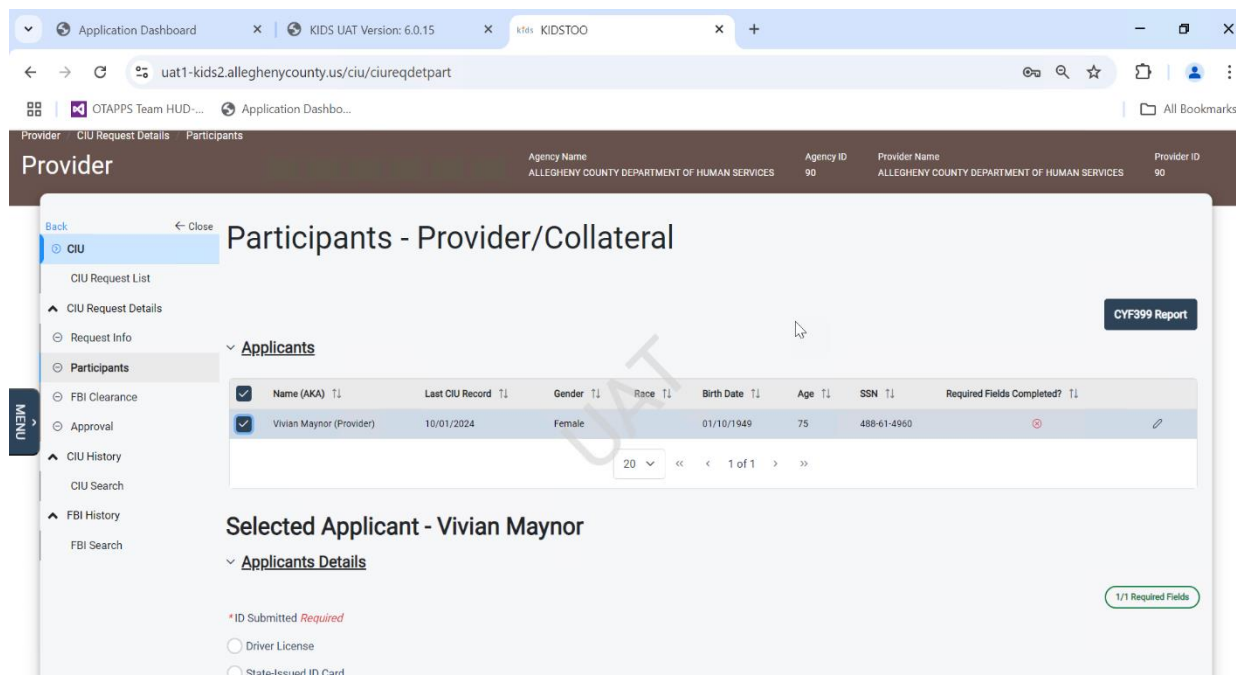 Application Dashboard
KIDS UAT Version: 6.0.15
kids KIDSTOO
uat1-kids2.alleghenycounty.us/ciu/ciureqdetpart
OTAPPS Team HUD-...
Application Dashbo...
All Bookmarks
Provider / CIU Request Details / Participants
Provider
Agency Name
ALLEGHENY COUNTY DEPARTMENT OF HUMAN SERVICES
Agency ID
90
Provider Name
ALLEGHENY COUNTY DEPARTMENT OF HUMAN SERVICES
Provider ID
90
MENU
Back
← Close
CIU
CIU Request List
CIU Request Details
Request Info
Participants
FBI Clearance
Approval
CIU History
CIU Search
FBI History
FBI Search
Participants - Provider/Collateral
CYF399 Report
Applicants
Name (AKA) Last CIU Record Gender Race Birth Date Age SSN Required Fields Completed?
Vivian Maynor (Provider) 10/01/2024 Female 01/10/1949 75 488-61-4960
20 « ‹ 1 of 1 › »
UAT
Selected Applicant - Vivian Maynor
Applicants Details
1/1 Required Fields
*ID Submitted Required
Driver License
State-Issued ID Card